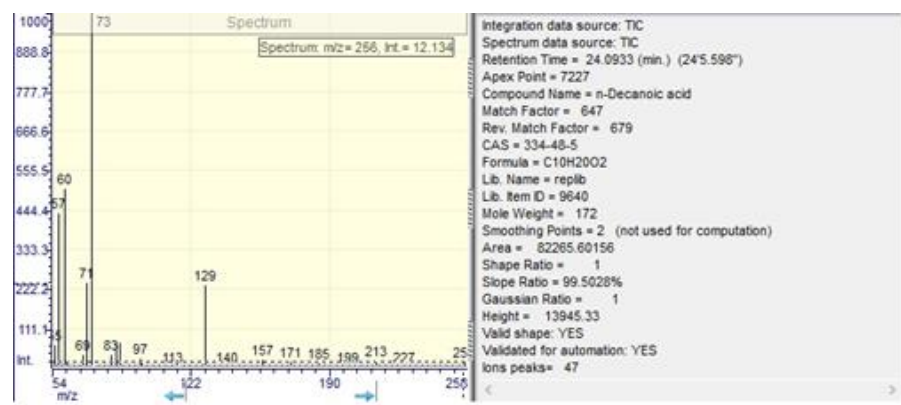 1000
73
Spectrum
Spectrum: m/z= 256, Int.= 12.134
888.8
777.7
666.6
555.5
60
57
444.4
333.3
71
129
222.2
111.1
69
83
97
113
140
157
171
185
199
213
227
25
Int.
54
122
190
256
m/z
Integration data source: TIC
Spectrum data source: TIC
Retention Time = 24.0933 (min.) (24'5.598")
Apex Point = 7227
Compound Name = n-Decanoic acid
Match Factor = 647
Rev. Match Factor = 679
CAS = 334-48-5
Formula = C10H20O2
Lib. Name = replib
Lib. Item ID = 9640
Mole Weight = 172
Smoothing Points = 2 (not used for computation)
Area = 82265.60156
Shape Ratio = 1
Slope Ratio = 99.5028%
Gaussian Ratio = 1
Height = 13945.33
Valid shape: YES
Validated for automation: YES
Ions peaks= 47